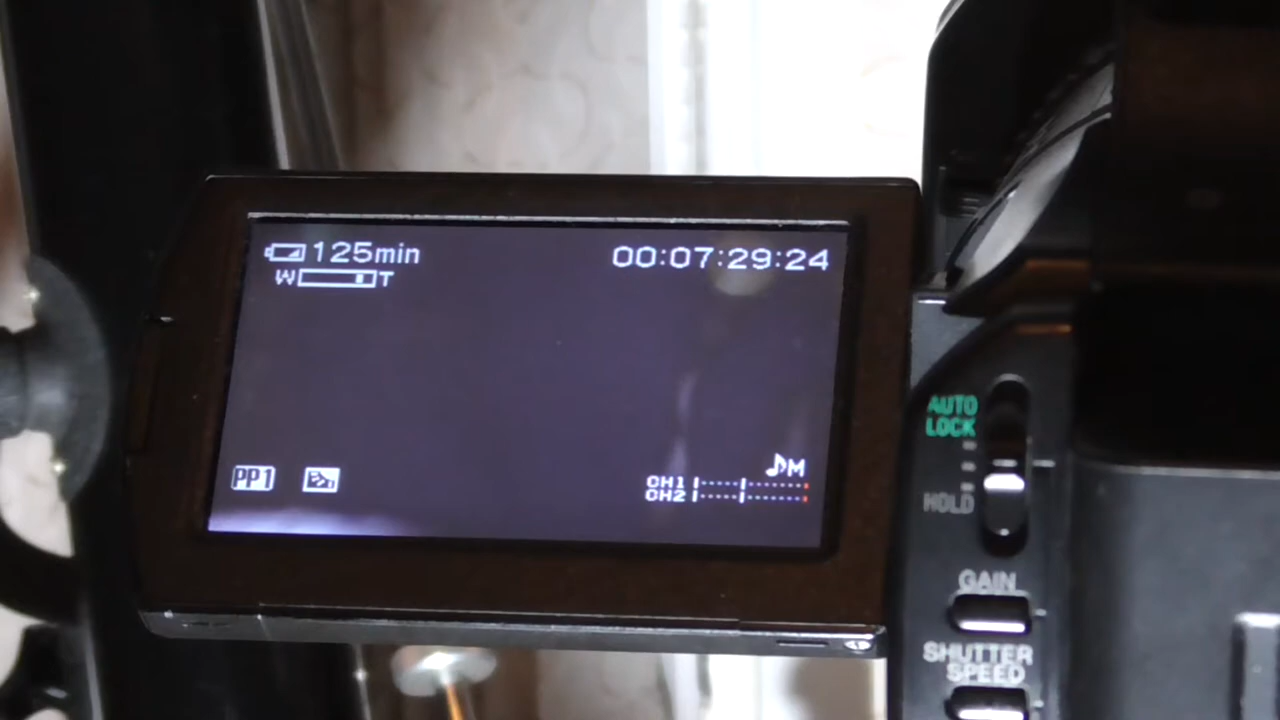 125min
00:07:29:24
W T
PP1
M
CH1
CH2
AUTO
LOCK
HOLD
GAIN
SHUTTER
SPEED